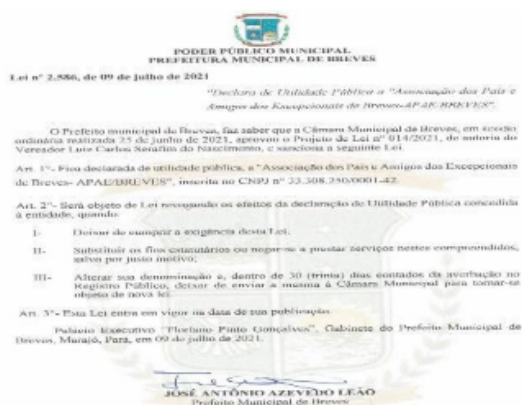 PODER PÚBLICO MUNICIPAL
PREFEITURA MUNICIPAL DE BREVES
Lei nº 2.586, de 09 de julho de 2021
"Declara de Utilidade Pública a "Associação dos Pais e
Amigos dos Excepcionais de Breves-APAE BREVES".
O Prefeito municipal de Breves, faz saber que a Câmara Municipal de Breves, em sessão
ordinária realizada 25 de junho de 2021, aprovou o Projeto de Lei nº 014/2021, de autoria do
Vereador Luiz Carlos Serafim do Nascimento, e sanciona a seguinte Lei.
Art. 1º- Fica declarada de utilidade pública, a "Associação dos Pais e Amigos dos Excepcionais
de Breves- APAE/BREVES", inscrita no CNPJ nº 33.308.250/0001-42.
Art. 2º- Será objeto de Lei revogando os efeitos da declaração de Utilidade Pública concedida
à entidade, quando:
I- Deixar de cumprir a exigência desta Lei.
II- Substituir os fins estatutários ou negar-se a prestar serviços nestes compreendidos,
salvo por justo motivo;
III- Alterar sua denominação e, dentro de 30 (trinta) dias contados da averbação no
Registro Público, deixar de enviar a mesma à Câmara Municipal para tornar-se
objeto de nova lei.
Art. 3º- Esta Lei entra em vigor na data de sua publicação.
Palácio Executivo "Floriano Pinto Gonçalves", Gabinete do Prefeito Municipal de
Breves, Marajó, Pará, em 09 de julho de 2021.
JOSÉ ANTÔNIO AZEVEDO LEÃO
Prefeito Municipal de Breves